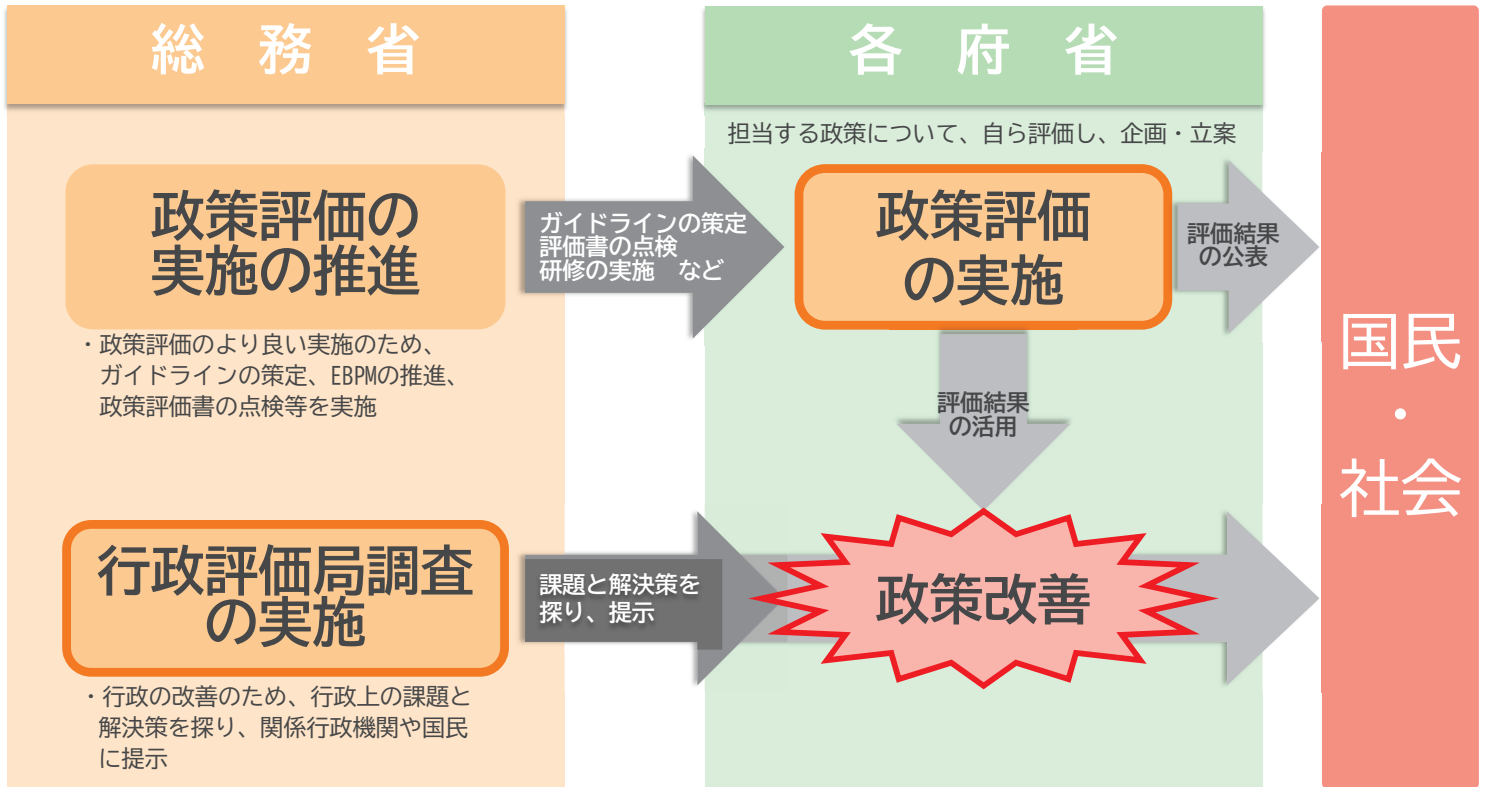 総　務　省
政策評価の
実施の推進
・政策評価のより良い実施のため、
ガイドラインの策定、EBPMの推進、
政策評価書の点検等を実施
行政評価局調査
の実施
・行政の改善のため、行政上の課題と
解決策を探り、関係行政機関や国民
に提示
ガイドラインの策定
評価書の点検
研修の実施　など
課題と解決策を
探り、提示
各　府　省
担当する政策について、自ら評価し、企画・立案
政策評価
の実施
評価結果
の活用
政策改善
評価結果
の公表
国民
・
社会